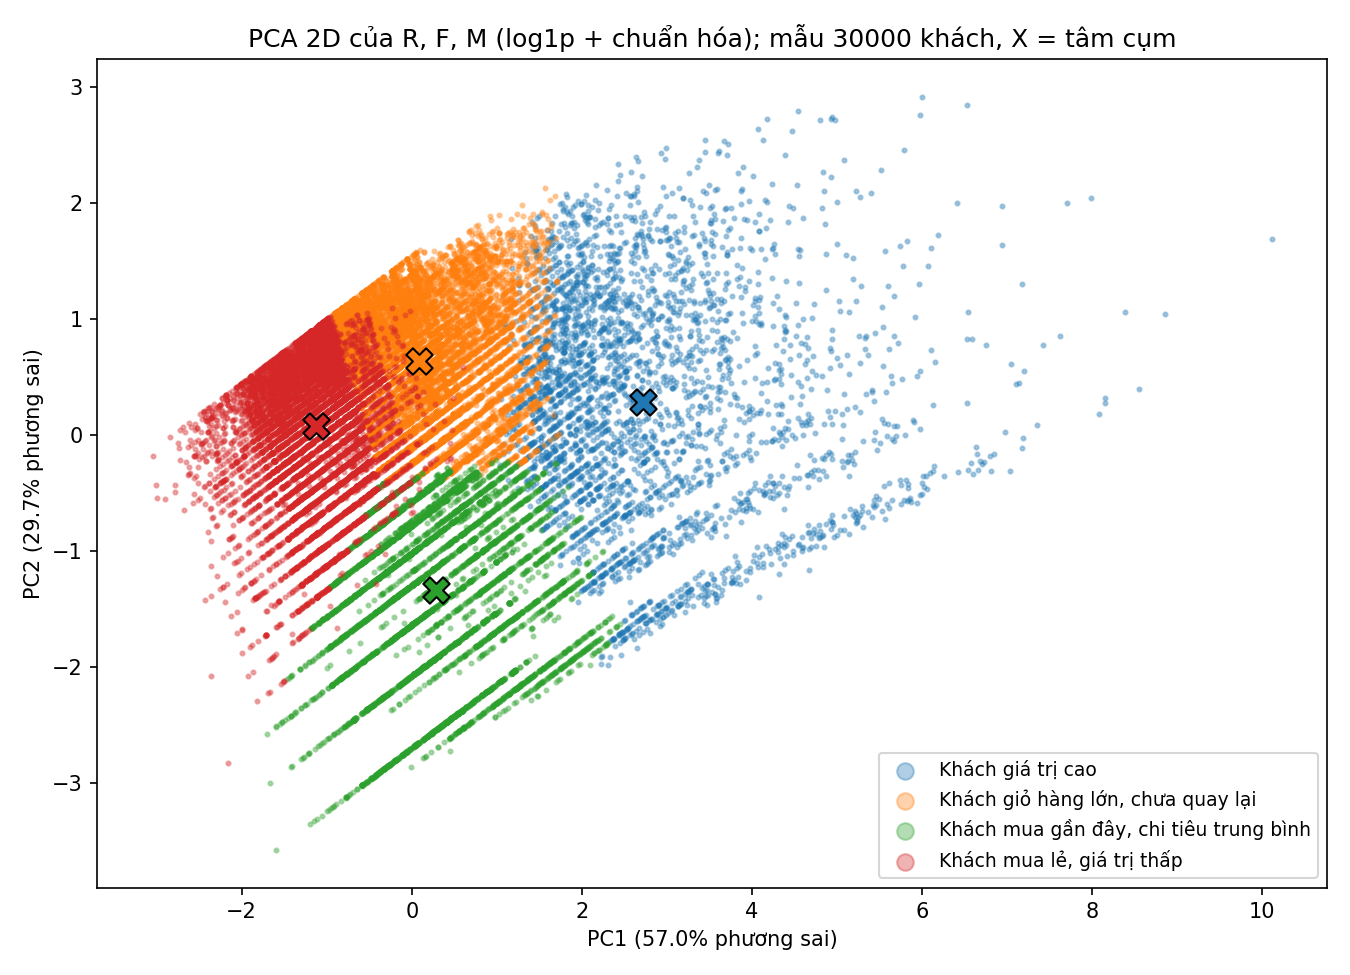 PCA 2D của R, F, M (log1p + chuẩn hóa); mẫu 30000 khách, X = tâm cụm
3
2
1
0
−1
−2
−3
PC2 (29.7% phương sai)
−2
0
2
4
6
8
10
PC1 (57.0% phương sai)
Khách giá trị cao
Khách giỏ hàng lớn, chưa quay lại
Khách mua gần đây, chi tiêu trung bình
Khách mua lẻ, giá trị thấp